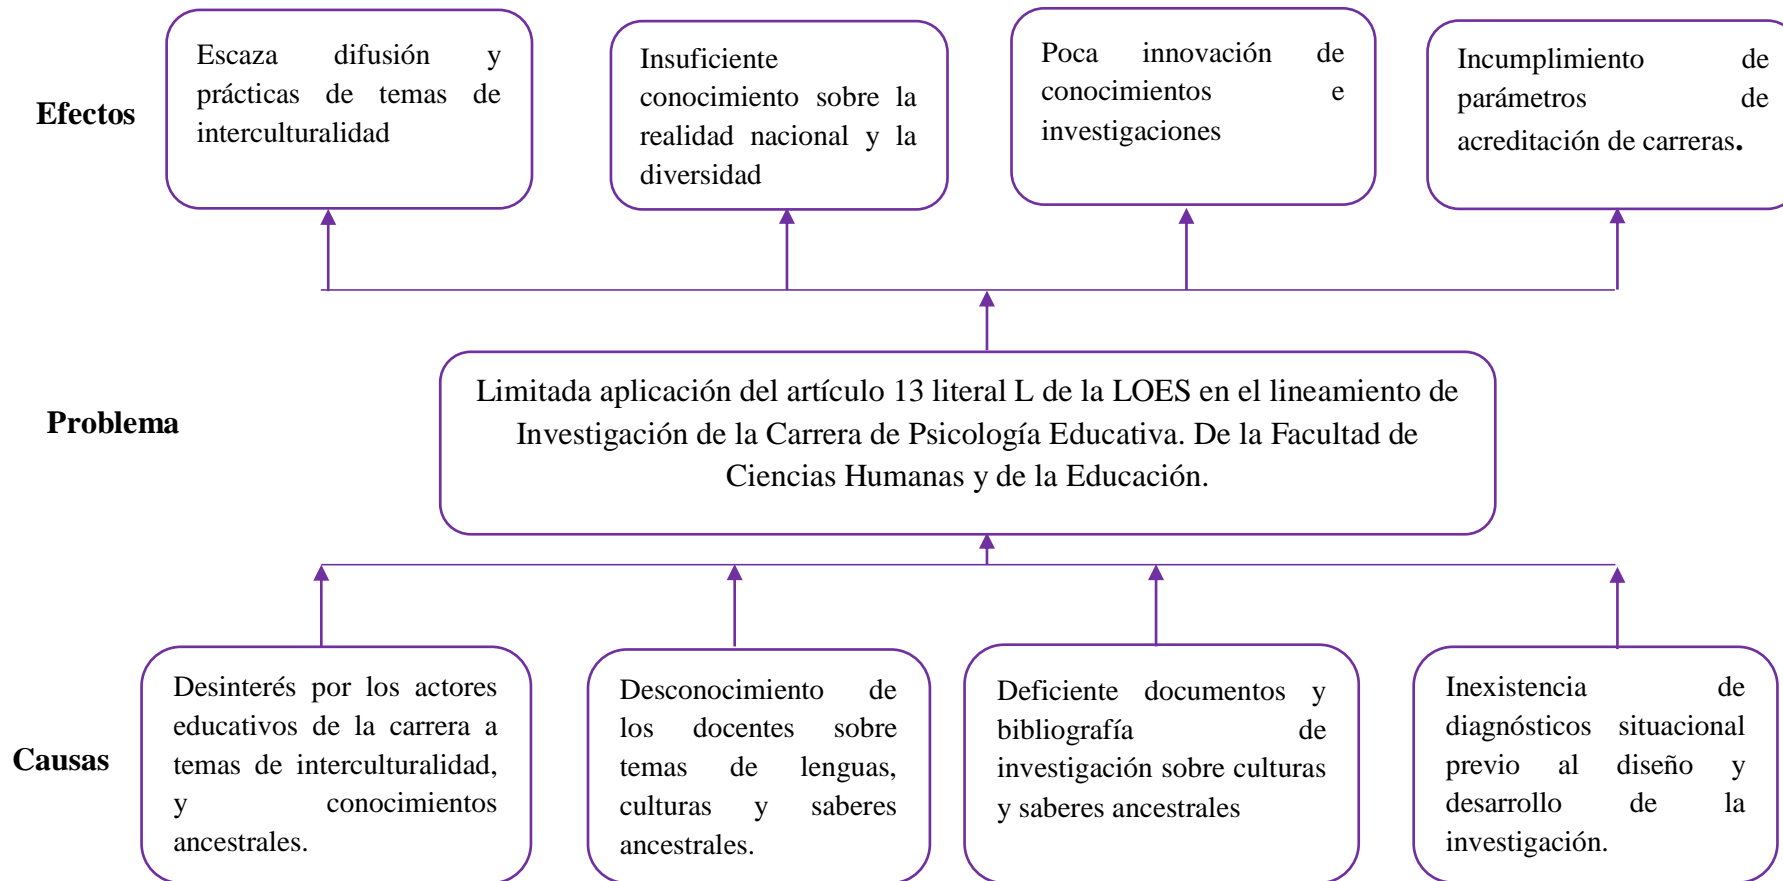 Efectos
Escaza difusión y
prácticas de temas de
interculturalidad
Insuficiente
conocimiento sobre la
realidad nacional y la
diversidad
Poca innovación de
conocimientos e
investigaciones
Incumplimiento de
parámetros de
acreditación de carreras.
Problema
Limitada aplicación del artículo 13 literal L de la LOES en el lineamiento de
Investigación de la Carrera de Psicología Educativa. De la Facultad de
Ciencias Humanas y de la Educación.
Causas
Desinterés por los actores
educativos de la carrera a
temas de interculturalidad,
y conocimientos
ancestrales.
Desconocimiento de
los docentes sobre
temas de lenguas,
culturas y saberes
ancestrales.
Deficiente documentos y
bibliografía de
investigación sobre culturas
y saberes ancestrales
Inexistencia de
diagnósticos situacional
previo al diseño y
desarrollo de la
investigación.